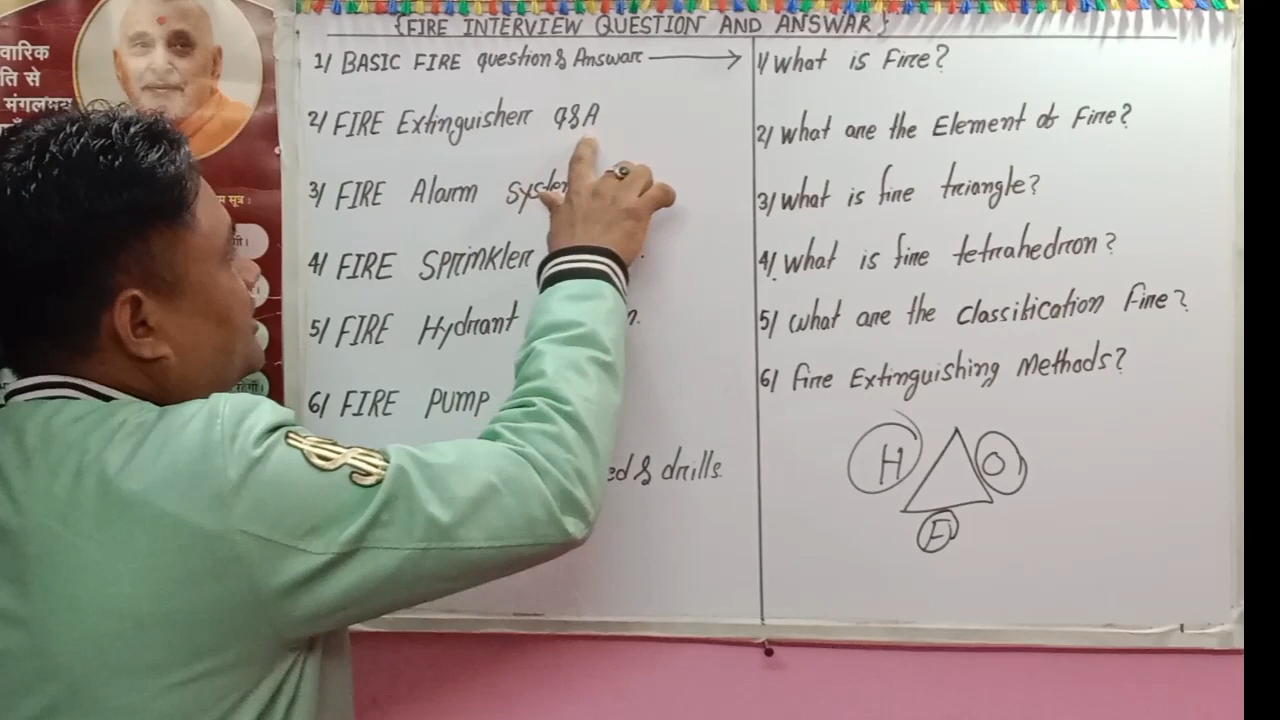 {FIRE INTERVIEW QUESTION AND ANSWAR}
1/ BASIC FIRE question & Answar
2/ FIRE Extinguisher q&A
3/ FIRE Alarm
4/ FIRE SPrinKler
5/ FIRE Hydrant
6/ FIRE PUMP
ed & drills.
1/ What is Fire?
2/ What are the Element of Fire?
3/ What is fire triangle?
4/ What is fire tetrahedron?
5/ What are the classification Fire?
6/ Fire Extinguishing Methods?
H
O
F
वारिक
ति से
मंगलमय
म सूत्र :